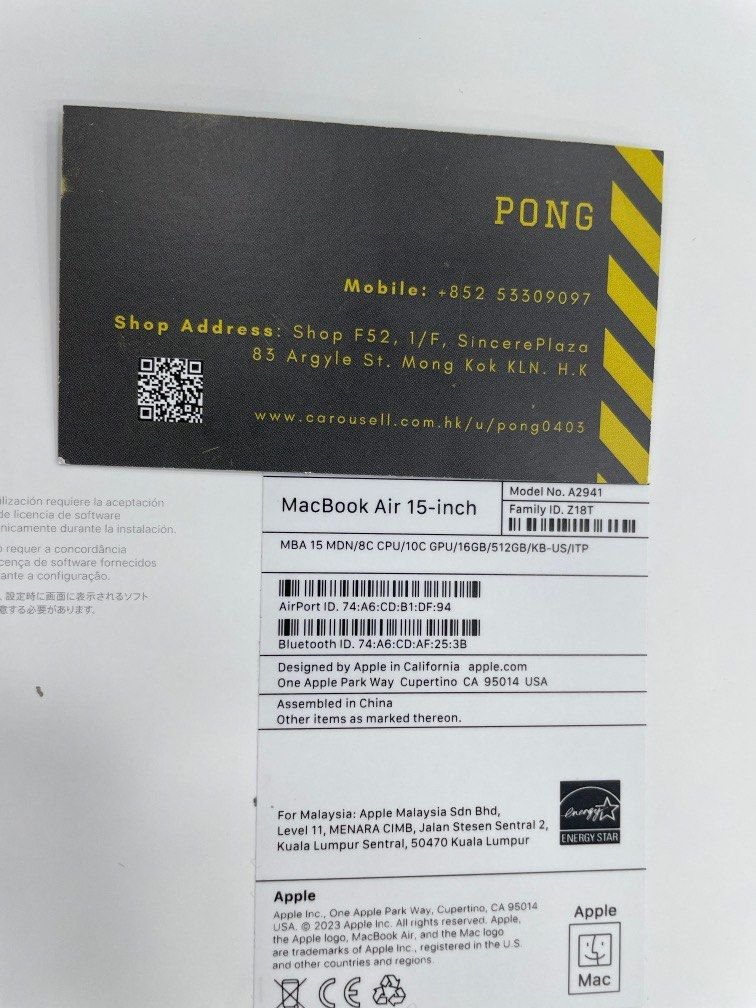 PONG
Mobile: +852 53309097
Shop Address: Shop F52, 1/F, SincerePlaza
83 Argyle St. Mong Kok KLN. H.K
www.carousell.com.hk/u/pong0403
ilización requiere la aceptación
de licencia de software
nicamente durante la instalación.
o requer a concordância
cença de software fornecidos
ante a configuração.
、設定時に画面に表示されるソフト
意する必要があります。
MacBook Air 15-inch
Model No. A2941
Family ID. Z18T
MBA 15 MDN/8C CPU/10C GPU/16GB/512GB/KB-US/ITP
AirPort ID. 74:A6:CD:B1:DF:94
Bluetooth ID. 74:A6:CD:AF:25:3B
Designed by Apple in California apple.com
One Apple Park Way Cupertino CA 95014 USA
Assembled in China
Other items as marked thereon.
For Malaysia: Apple Malaysia Sdn Bhd,
Level 11, MENARA CIMB, Jalan Stesen Sentral 2,
Kuala Lumpur Sentral, 50470 Kuala Lumpur
energy
ENERGY STAR
Apple
Apple Inc., One Apple Park Way, Cupertino, CA 95014
USA. © 2023 Apple Inc. All rights reserved. Apple,
the Apple logo, MacBook Air, and the Mac logo
are trademarks of Apple Inc., registered in the U.S.
and other countries and regions.
Apple
Mac
CE